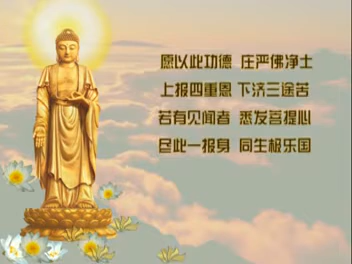 愿以此功德 庄严佛净土
上报四重恩 下济三途苦
若有见闻者 悉发菩提心
尽此一报身 同生极乐国